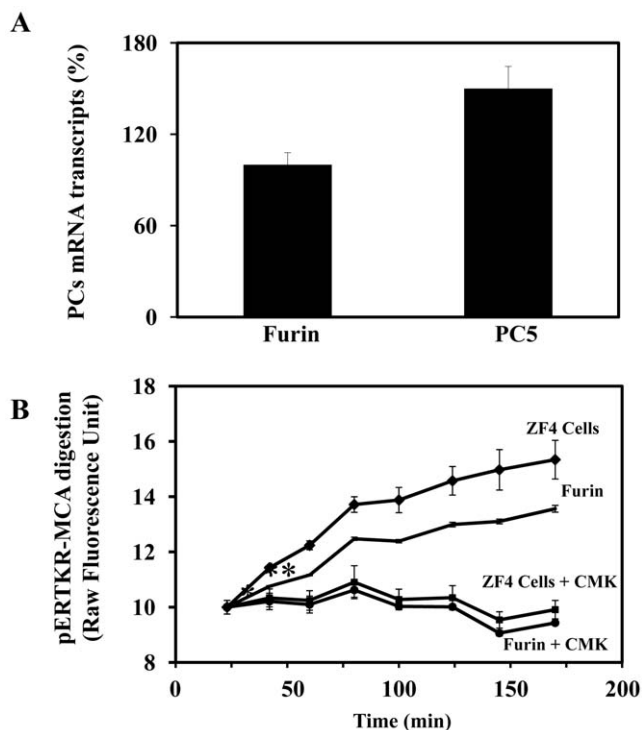 A
PCs mRNA transcripts (%)
180
120
60
0
Furin
PC5
B
pERTKR-MCA digestion
(Raw Fluorescence Unit)
18
16
14
12
10
8
ZF4 Cells
Furin
* **
ZF4 Cells + CMK
Furin + CMK
0
50
100
150
200
Time (min)